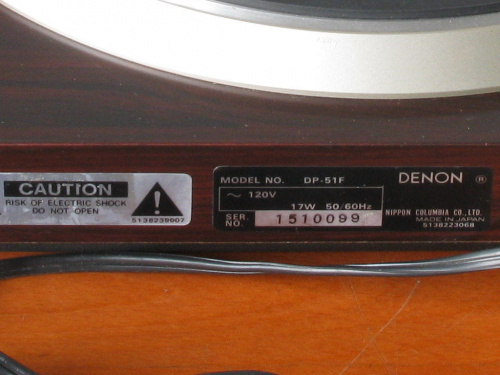 CAUTION
RISK OF ELECTRIC SHOCK
DO NOT OPEN
!
5138239007
MODEL NO. DP-51F
DENON ®
~ 120V
17W 50/60Hz
SER. NO. 1510099
NIPPON COLUMBIA CO., LTD.
MADE IN JAPAN
5138223068